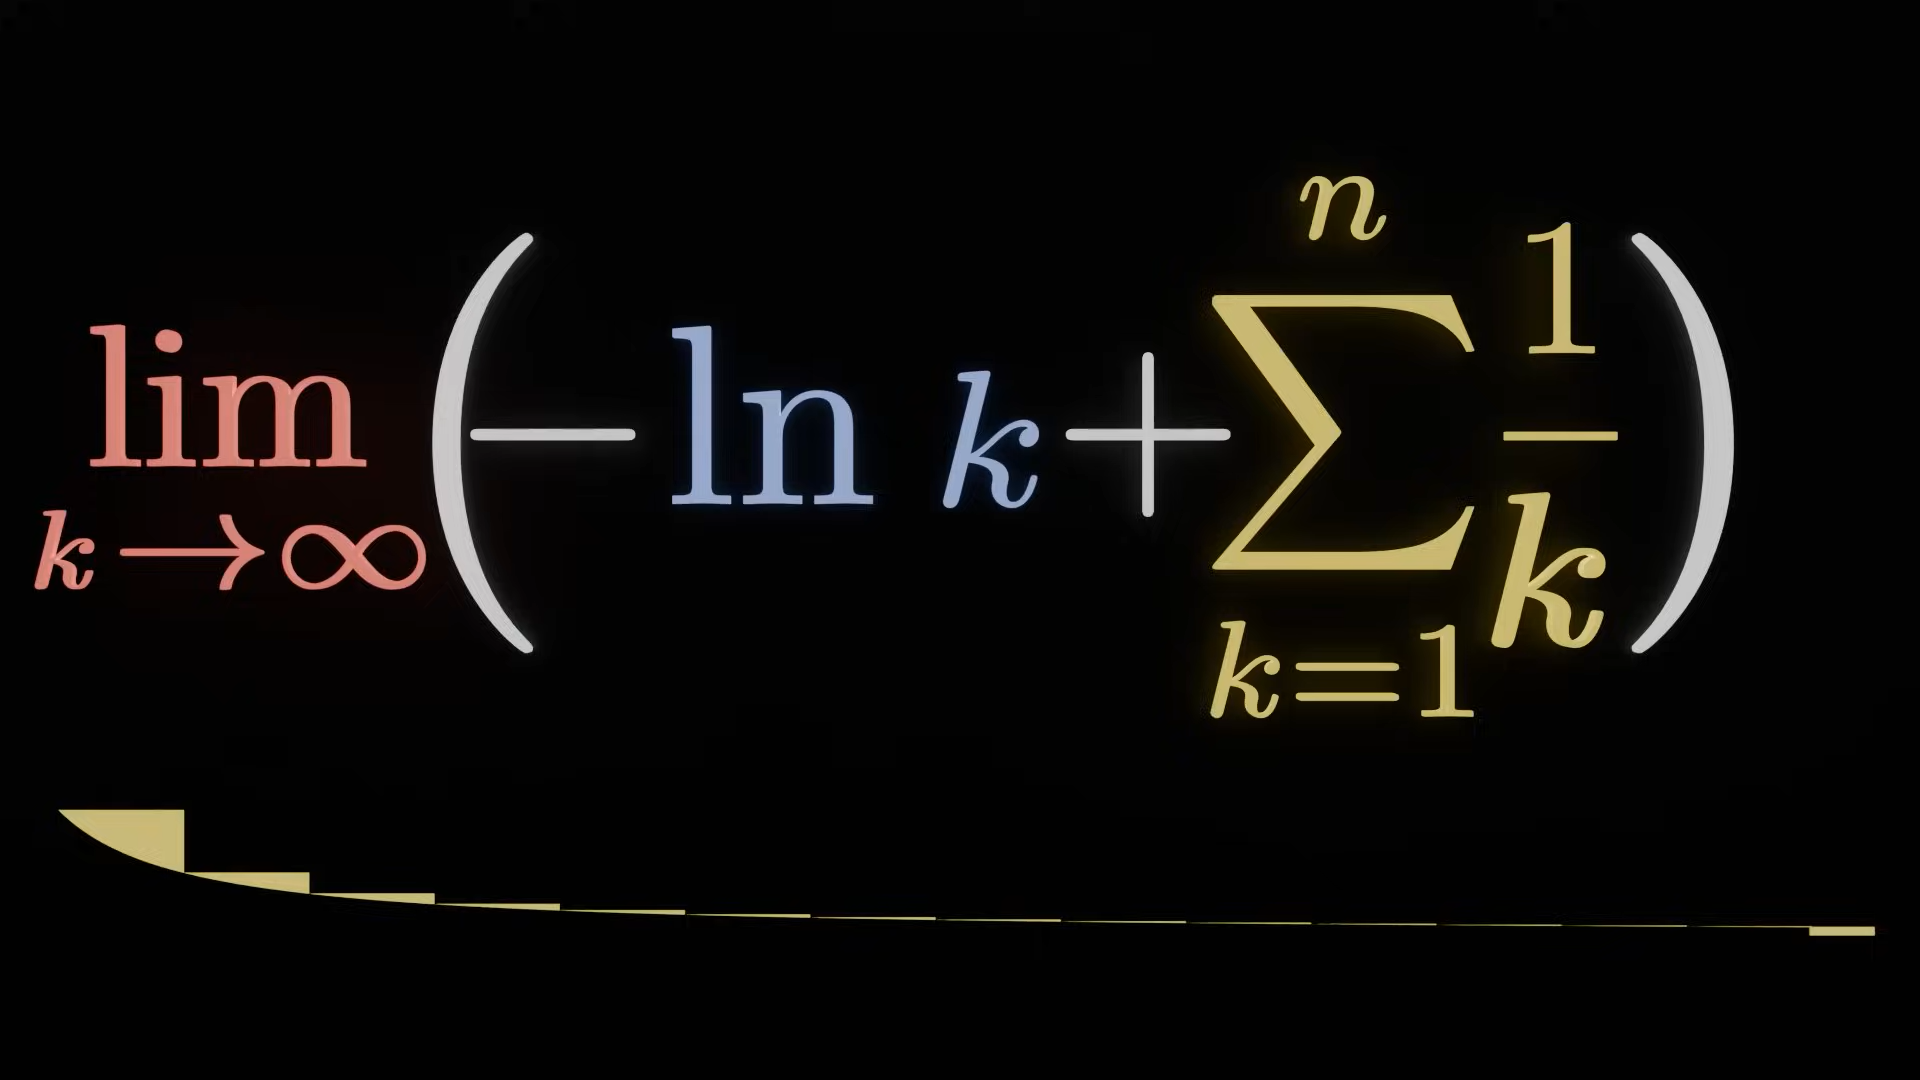 lim k→∞ ( − ln k + ∑ k=1 n 1/k )